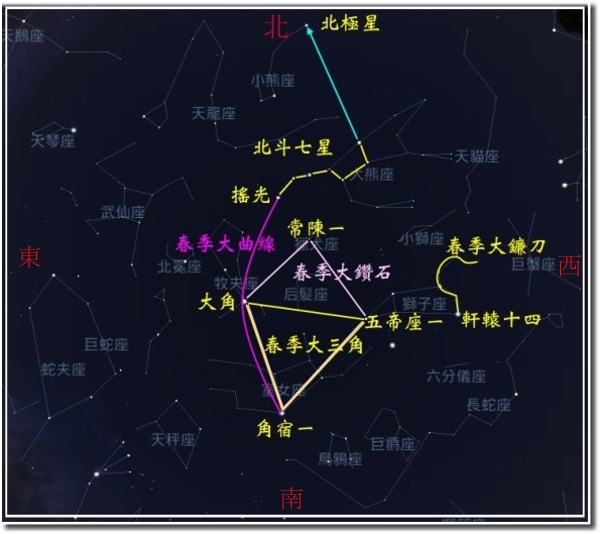 北
北極星
天鵝座
小熊座
天龍座
天琴座
北斗七星
天貓座
大熊座
搖光
武仙座
常陳一
獵犬座
春季大曲線
小獅座
春季大鐮刀
東
北冕座
春季大鑽石
巨蟹座
西
牧夫座
后髮座
獅子座
大角
五帝座一
軒轅十四
巨蛇座
春季大三角
蛇夫座
室女座
六分儀座
長蛇座
角宿一
天秤座
巨爵座
烏鴉座
南